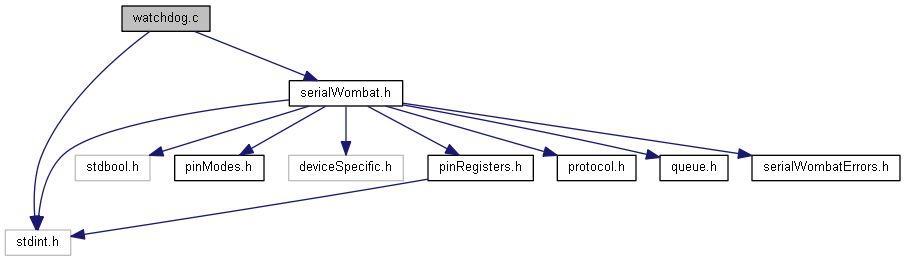 watchdog.c
serialWombat.h
stdbool.h
pinModes.h
deviceSpecific.h
pinRegisters.h
protocol.h
queue.h
serialWombatErrors.h
stdint.h